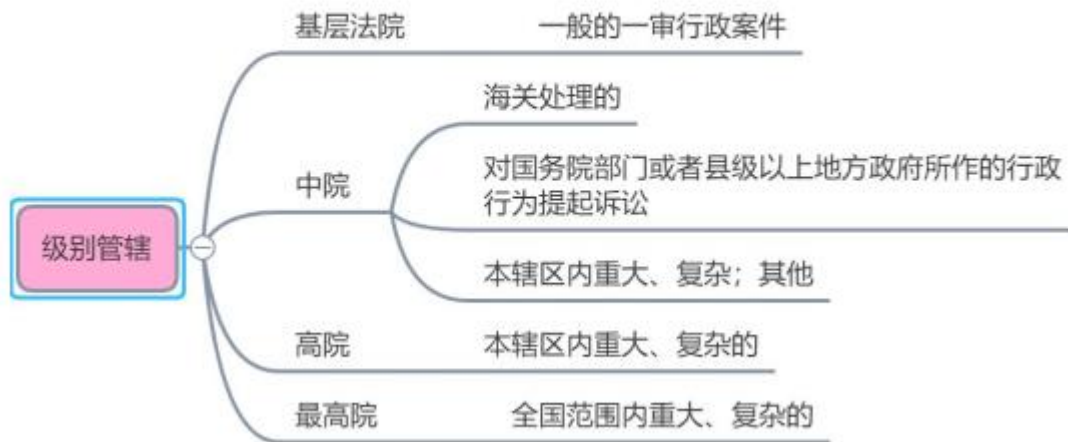 基层法院 一般的一审行政案件
海关处理的
中院
对国务院部门或者县级以上地方政府所作的行政
行为提起诉讼
级别管辖
本辖区内重大、复杂；其他
高院 本辖区内重大、复杂的
最高院 全国范围内重大、复杂的